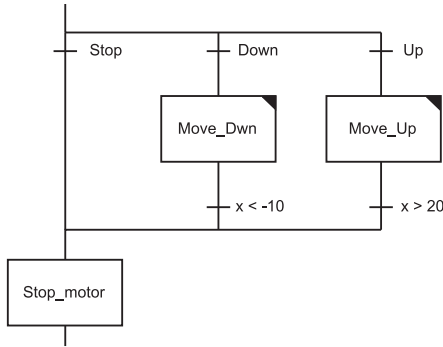 Stop
Down
Up
Move_Dwn
Move_Up
x < -10
x > 20
Stop_motor